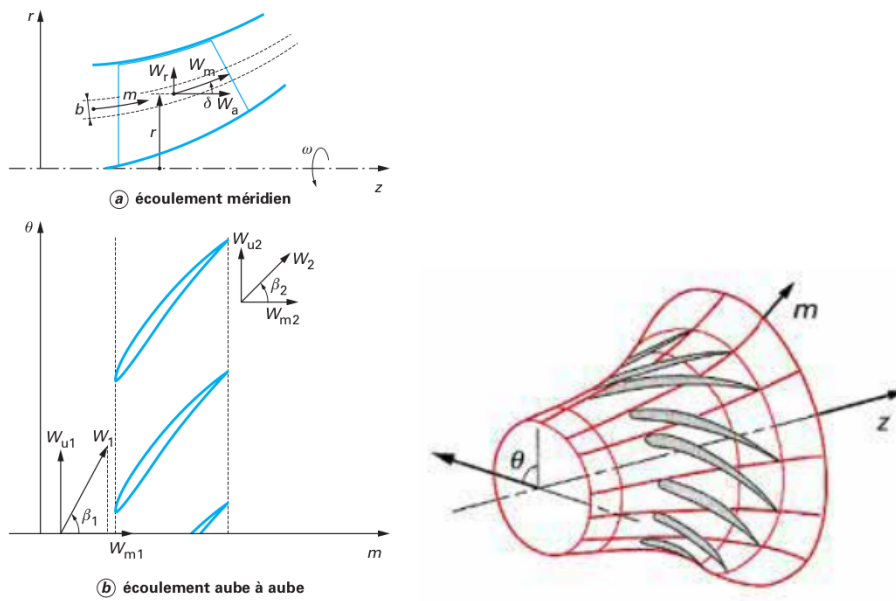 r
W_r
W_m
b
m
δ
W_a
r
ω
z
ⓐ écoulement méridien
θ
W_u2
W_2
β_2
W_m2
W_u1
W_1
β_1
W_m1
m
ⓑ écoulement aube à aube
m
z
θ